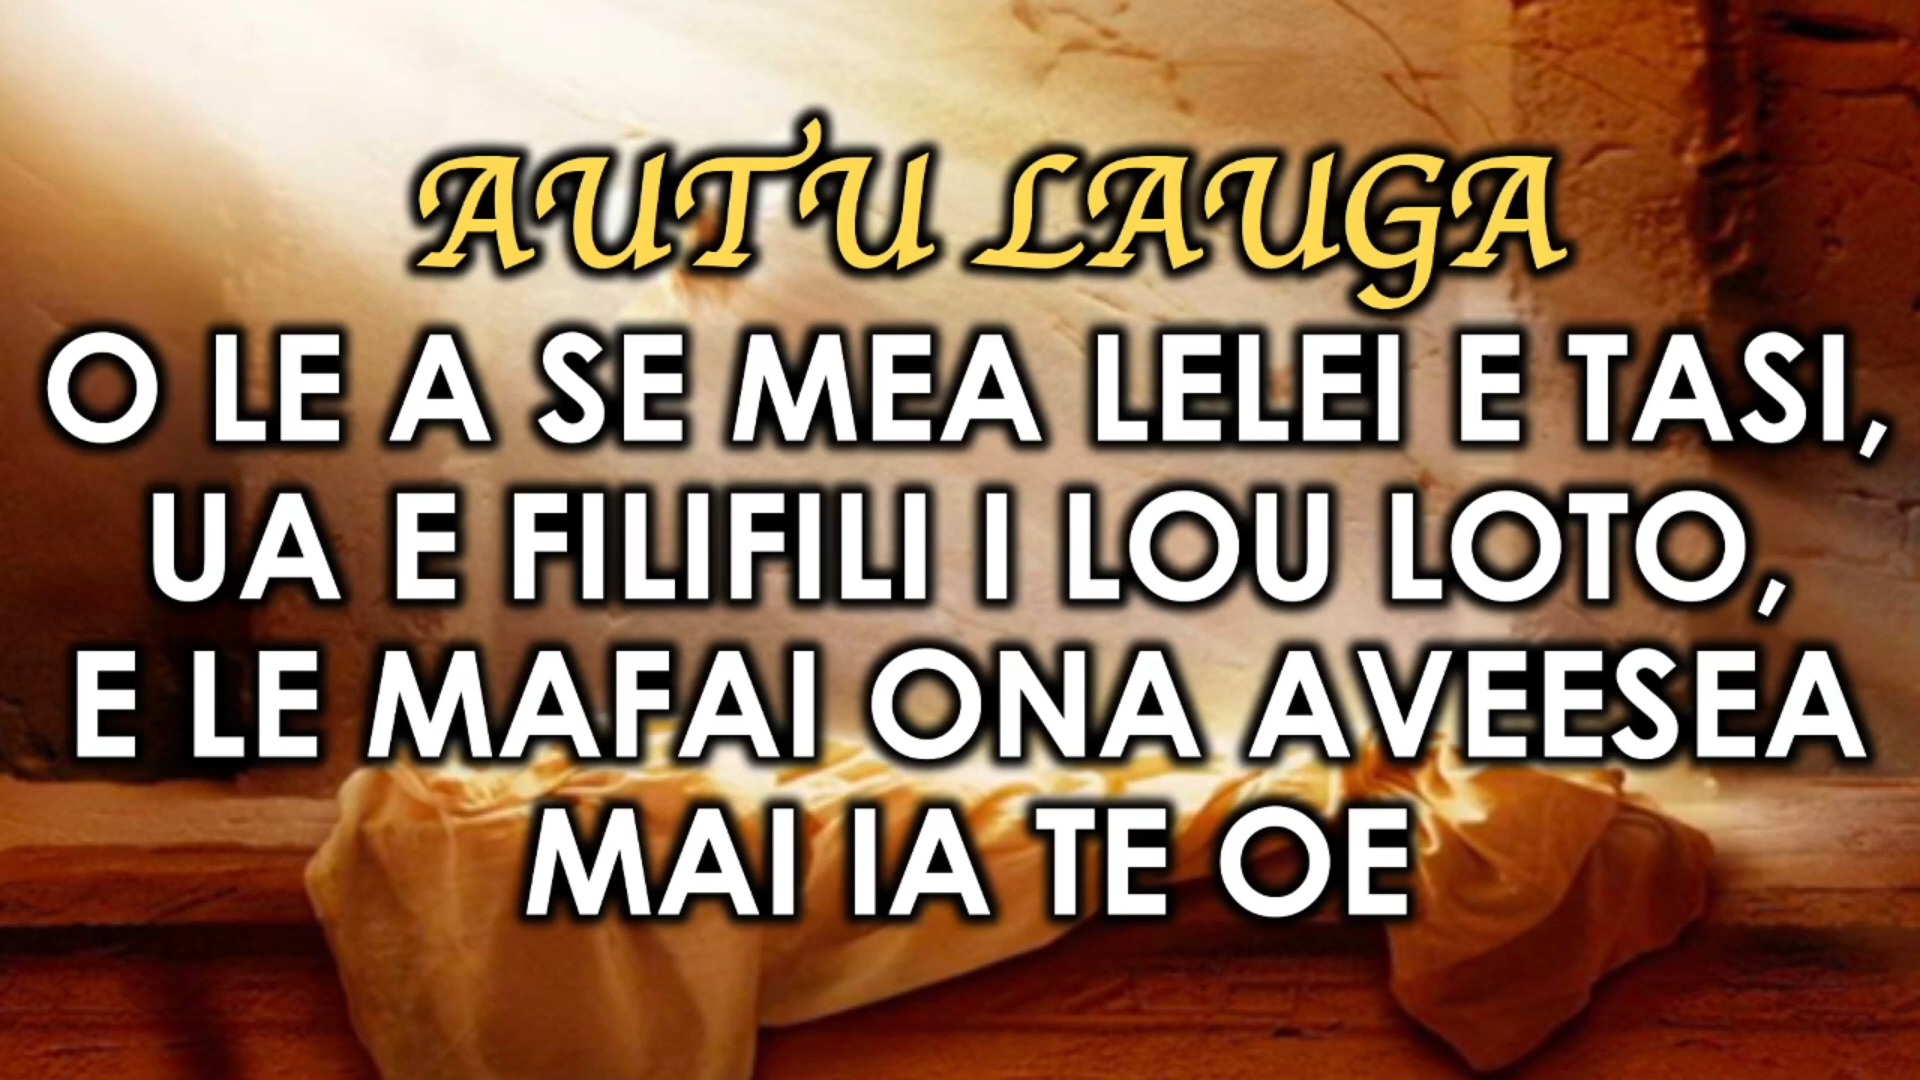 AUTU LAUGA
O LE A SE MEA LELEI E TASI,
UA E FILIFILI I LOU LOTO,
E LE MAFAI ONA AVEESEA
MAI IA TE OE